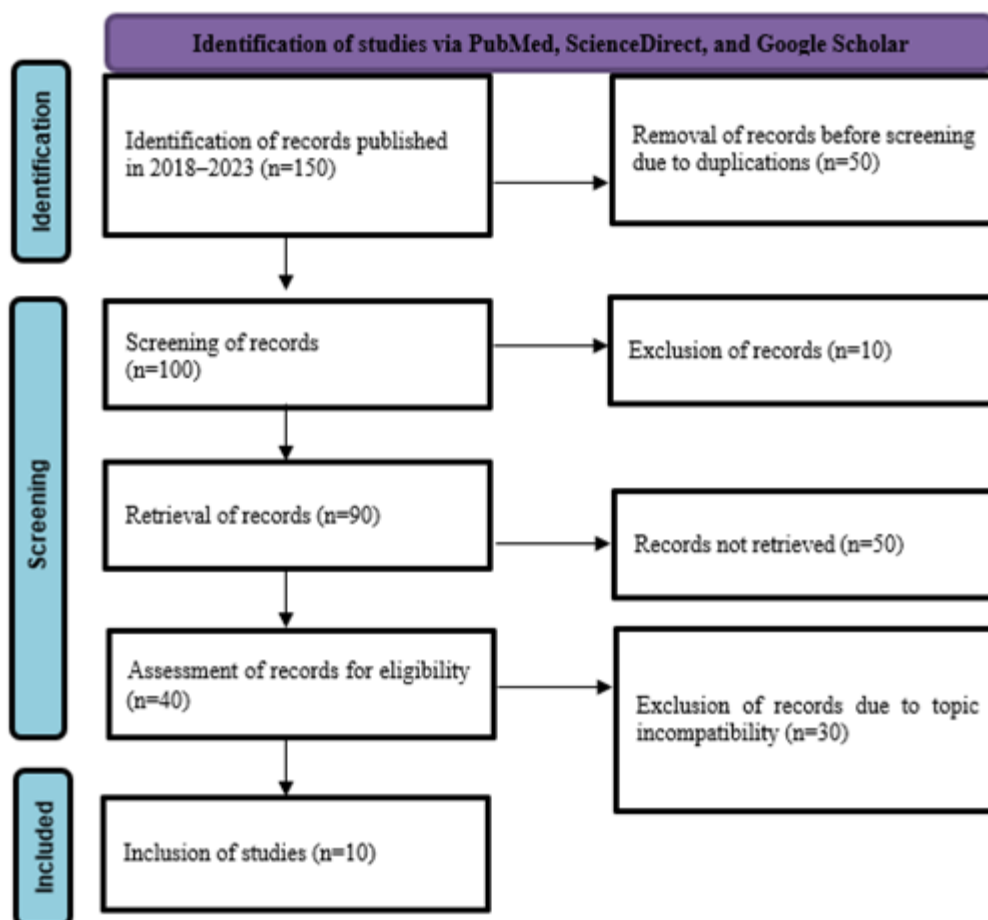 Identification of studies via PubMed, ScienceDirect, and Google Scholar
Identification
Identification of records published
in 2018–2023 (n=150)
Removal of records before screening
due to duplications (n=50)
Screening
Screening of records
(n=100)
Exclusion of records (n=10)
Retrieval of records (n=90)
Records not retrieved (n=50)
Assessment of records for eligibility
(n=40)
Exclusion of records due to topic
incompatibility (n=30)
Included
Inclusion of studies (n=10)